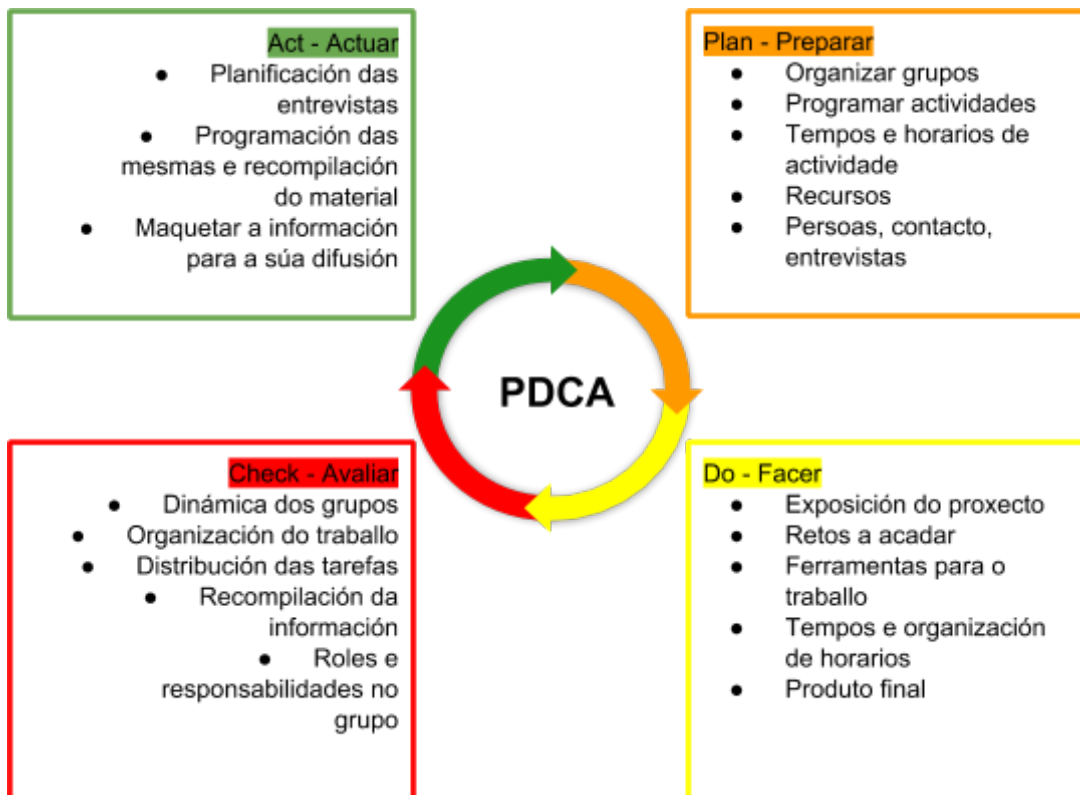 Act - Actuar
● Planificación das
entrevistas
● Programación das
mesmas e recompilación
do material
● Maquetar a información
para a súa difusión
Plan - Preparar
● Organizar grupos
● Programar actividades
● Tempos e horarios de
actividade
● Recursos
● Persoas, contacto,
entrevistas
PDCA
Check - Avaliar
● Dinámica dos grupos
● Organización do traballo
● Distribución das tarefas
● Recompilación da
información
● Roles e
responsabilidades no
grupo
Do - Facer
● Exposición do proxecto
● Retos a acadar
● Ferramentas para o
traballo
● Tempos e organización
de horarios
● Produto final